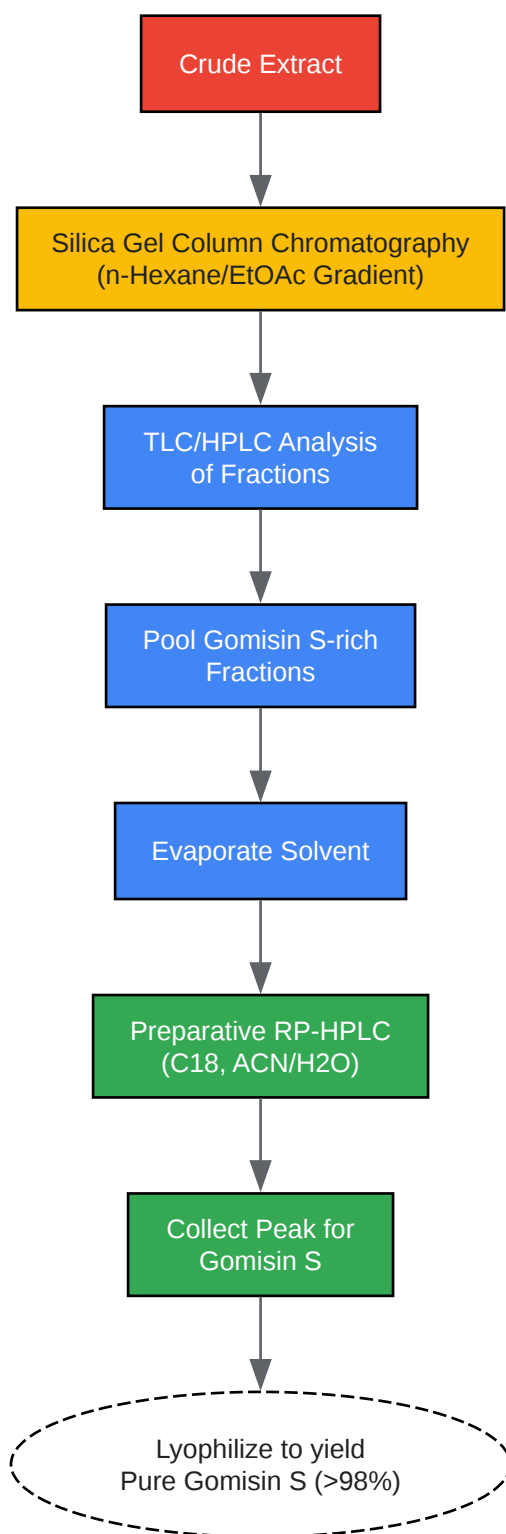 Crude Extract
Silica Gel Column Chromatography
(n-Hexane/EtOAc Gradient)
TLC/HPLC Analysis
of Fractions
Pool Gomisin S-rich
Fractions
Evaporate Solvent
Preparative RP-HPLC
(C18, ACN/H2O)
Collect Peak for
Gomisin S
Lyophilize to yield
Pure Gomisin S (>98%)